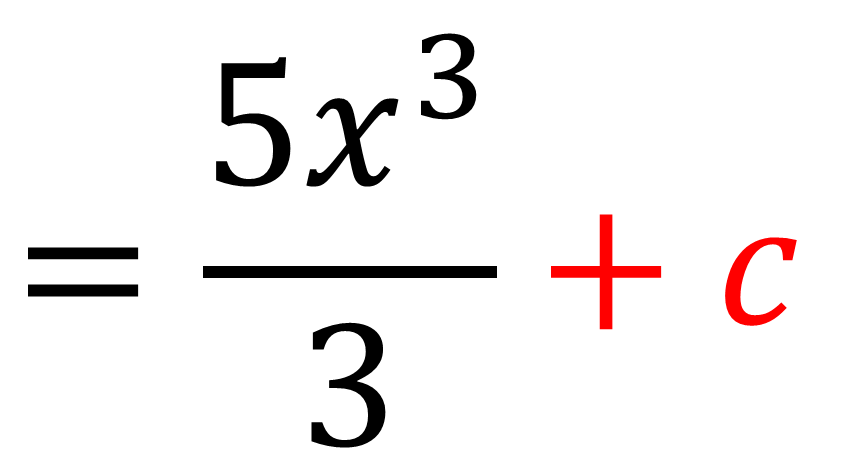 = 5x³/3 + c